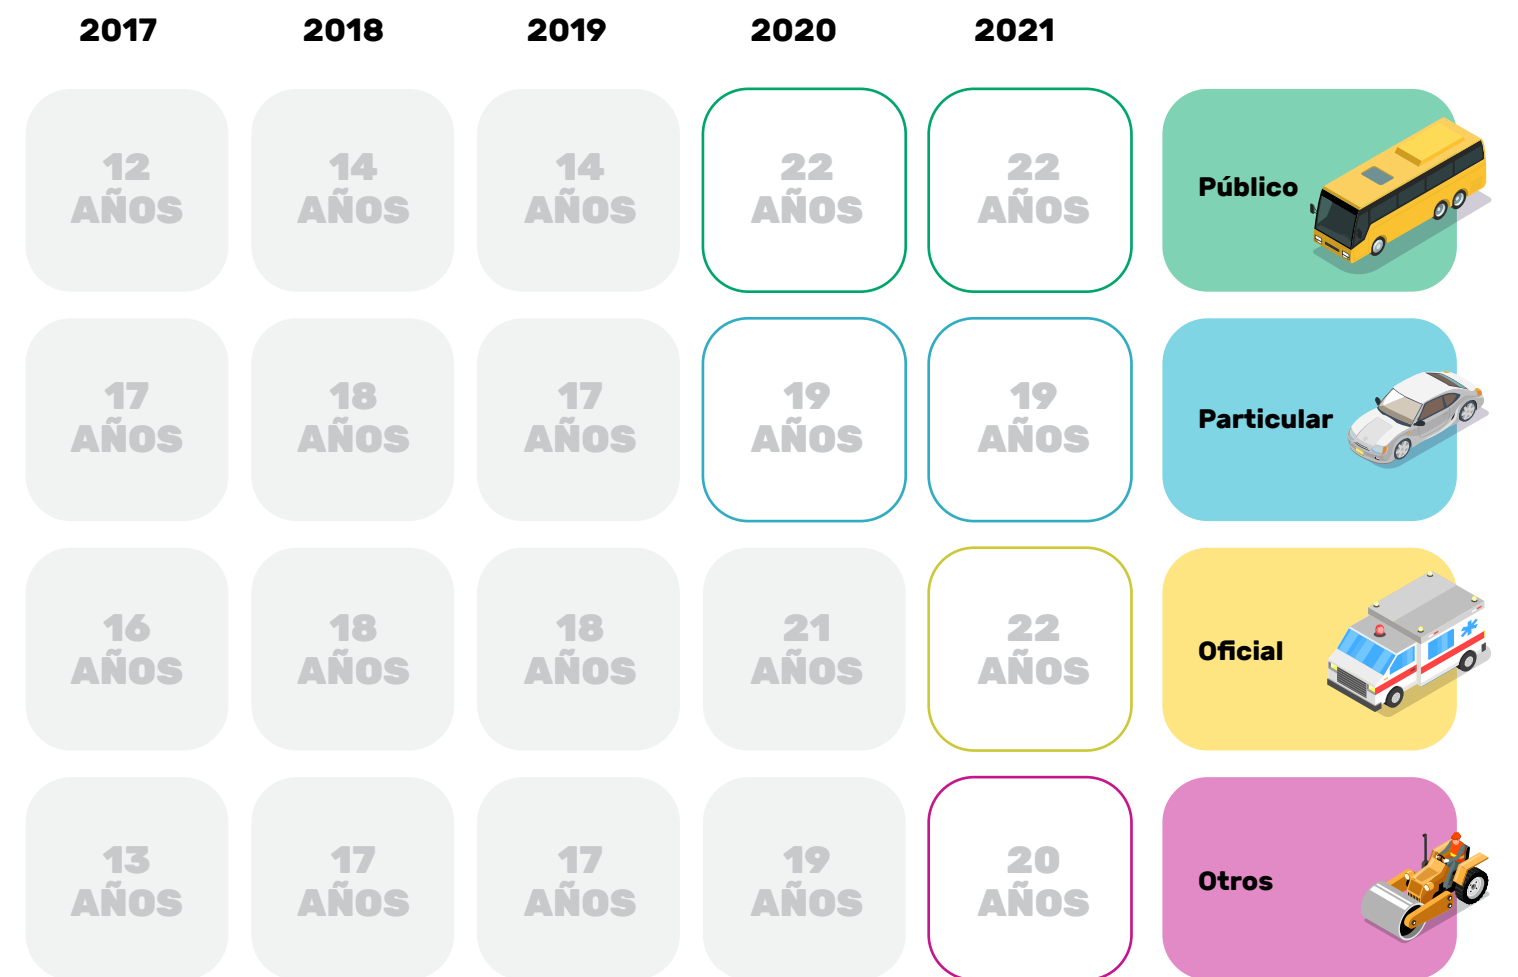 2017 2018 2019 2020 2021
12 14 14 22 22
AÑOS AÑOS AÑOS AÑOS AÑOS
Público
17 18 17 19 19
AÑOS AÑOS AÑOS AÑOS AÑOS
Particular
16 18 18 21 22
AÑOS AÑOS AÑOS AÑOS AÑOS
Oficial
13 17 17 19 20
AÑOS AÑOS AÑOS AÑOS AÑOS
Otros